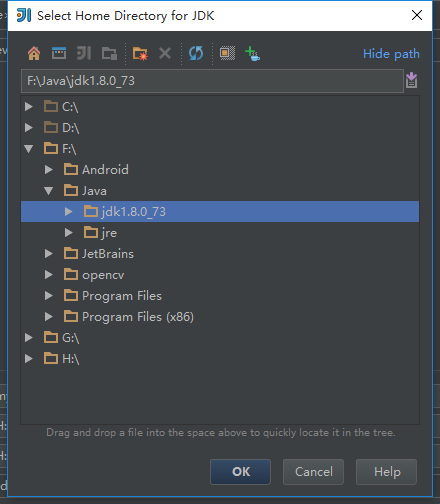 Select Home Directory for JDK
Hide path
F:\Java\jdk1.8.0_73
C:\
D:\
F:\
Android
Java
jdk1.8.0_73
jre
JetBrains
opencv
Program Files
Program Files (x86)
G:\
H:\
Drag and drop a file into the space above to quickly locate it in the tree.
OK
Cancel
Help